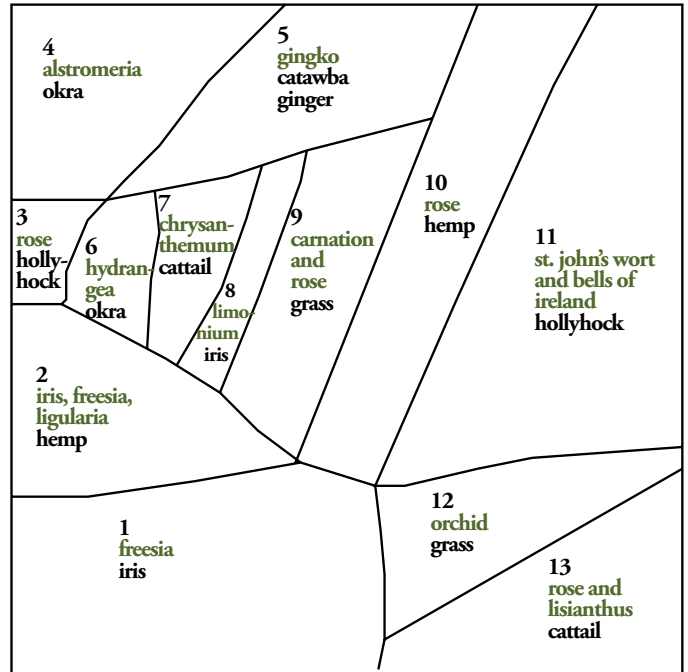 4
alstromeria
okra
5
gingko
catawba
ginger
3
rose
holly-
hock
6
hydran-
gea
okra
7
chrysan-
themum
cattail
8
limo-
nium
iris
9
carnation
and
rose
grass
10
rose
hemp
11
st. john's wort
and bells of
ireland
hollyhock
2
iris, freesia,
ligularia
hemp
1
freesia
iris
12
orchid
grass
13
rose and
lisianthus
cattail